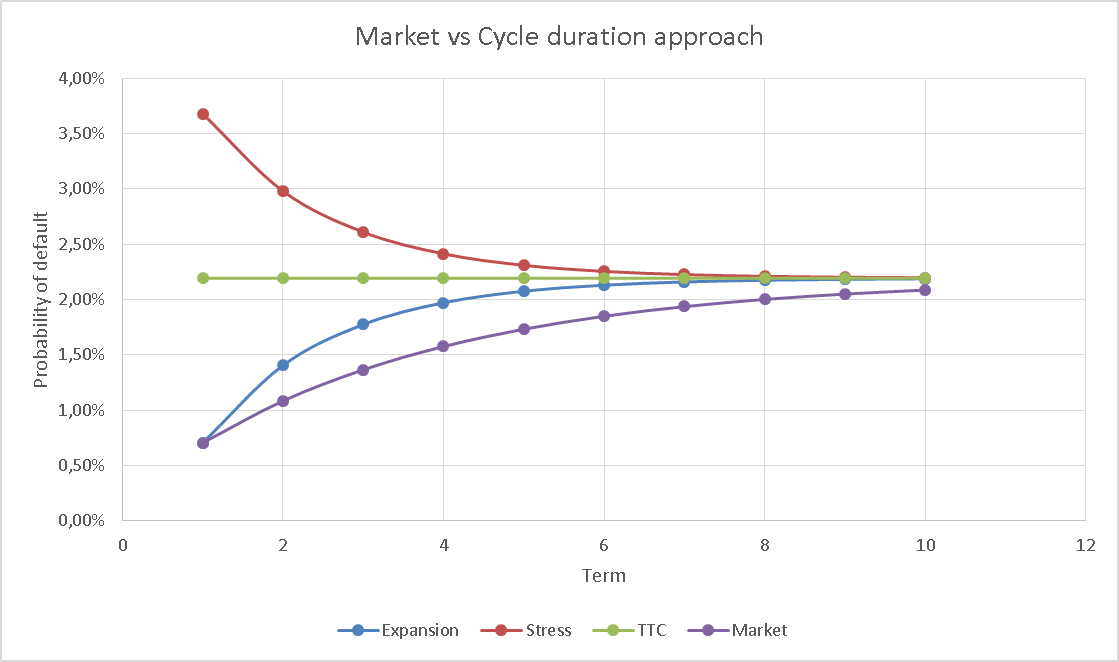 Market vs Cycle duration approach
4,00%
3,50%
3,00%
2,50%
2,00%
1,50%
1,00%
0,50%
0,00%
Probability of default
0 2 4 6 8 10 12
Term
Expansion Stress TTC Market